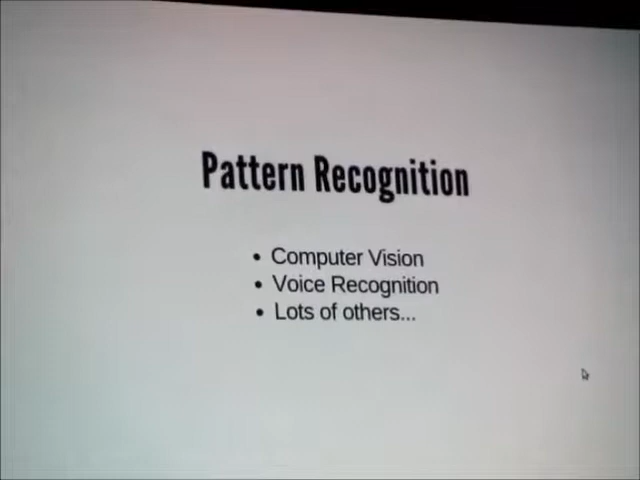 Pattern Recognition
• Computer Vision
• Voice Recognition
• Lots of others...